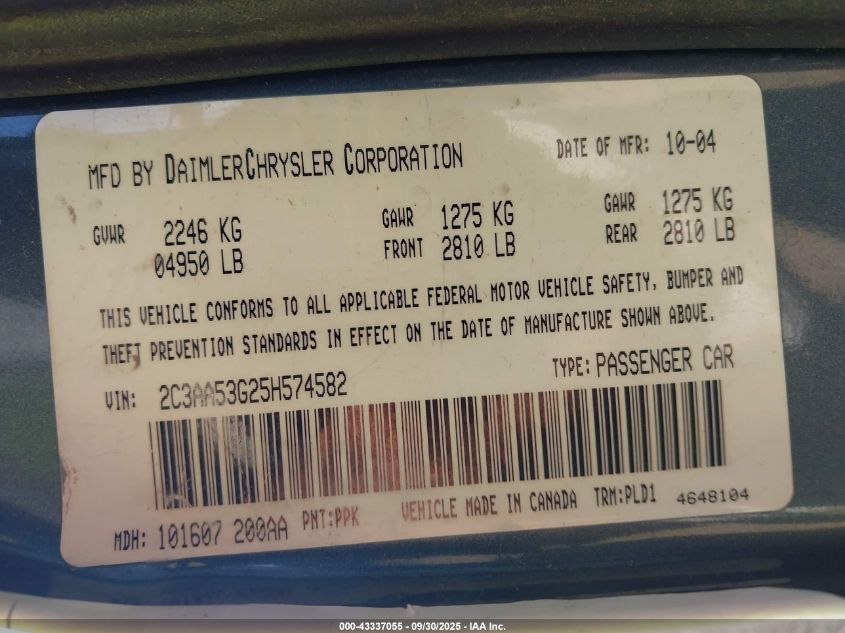 MFD BY DAIMLERCHRYSLER CORPORATION DATE OF MFR: 10-04
GVWR 2246 KG GAWR 1275 KG GAWR 1275 KG
04950 LB FRONT 2810 LB REAR 2810 LB
THIS VEHICLE CONFORMS TO ALL APPLICABLE FEDERAL MOTOR VEHICLE SAFETY, BUMPER AND
THEFT PREVENTION STANDARDS IN EFFECT ON THE DATE OF MANUFACTURE SHOWN ABOVE.
VIN: 2C3AA53G25H574582 TYPE: PASSENGER CAR
MDH: 101607 200AA PNT:PPK VEHICLE MADE IN CANADA TRM:PLD1 4648104
000-43337055 - 09/30/2025 - IAA Inc.